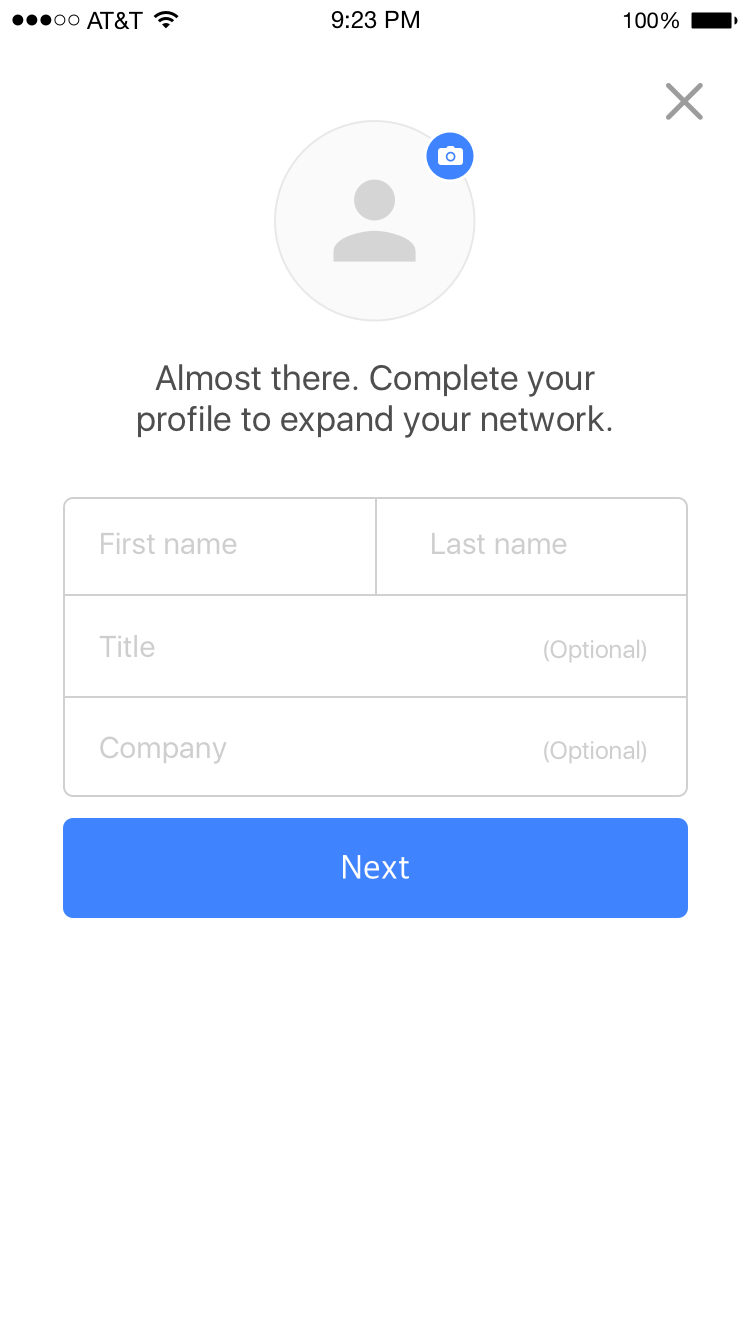 AT&T 9:23 PM 100%
Almost there. Complete your
profile to expand your network.
First name Last name
Title (Optional)
Company (Optional)
Next